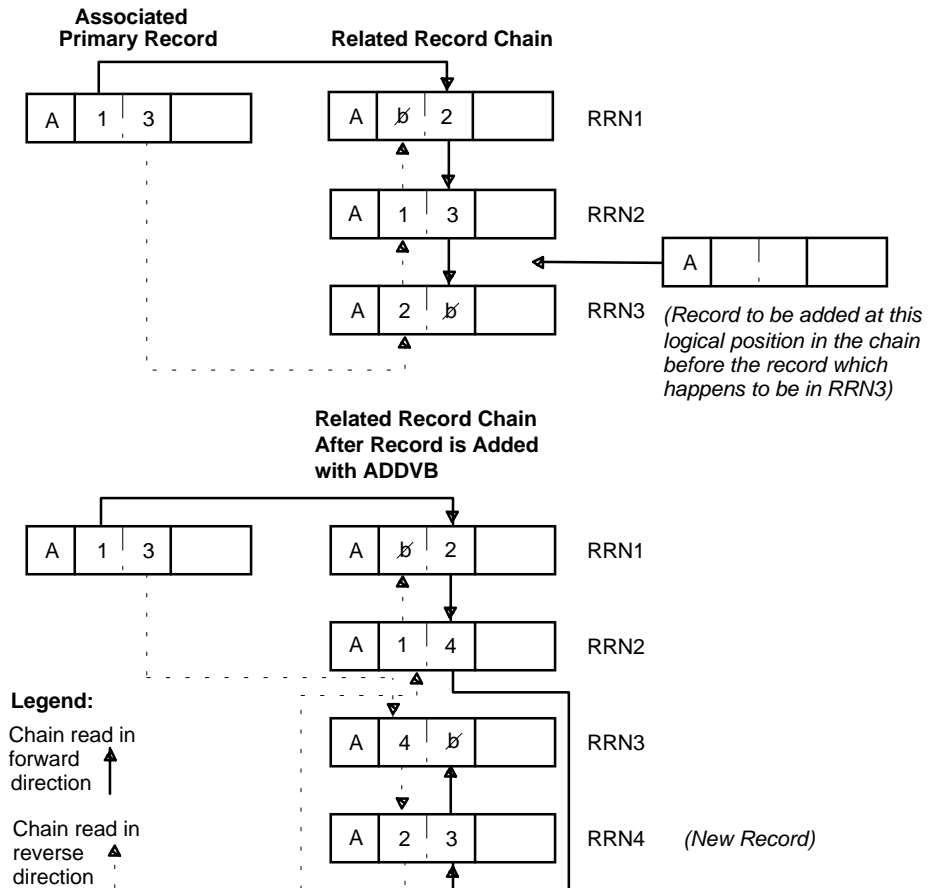 Associated
Primary Record
Related Record Chain
A 1 3
A b̸ 2
RRN1
A 1 3
RRN2
A
A 2 b̸
RRN3
(Record to be added at this
logical position in the chain
before the record which
happens to be in RRN3)
Related Record Chain
After Record is Added
with ADDVB
A 1 3
A b̸ 2
RRN1
A 1 4
RRN2
Legend:
Chain read in
forward
direction
A 4 b̸
RRN3
Chain read in
reverse
direction
A 2 3
RRN4 (New Record)